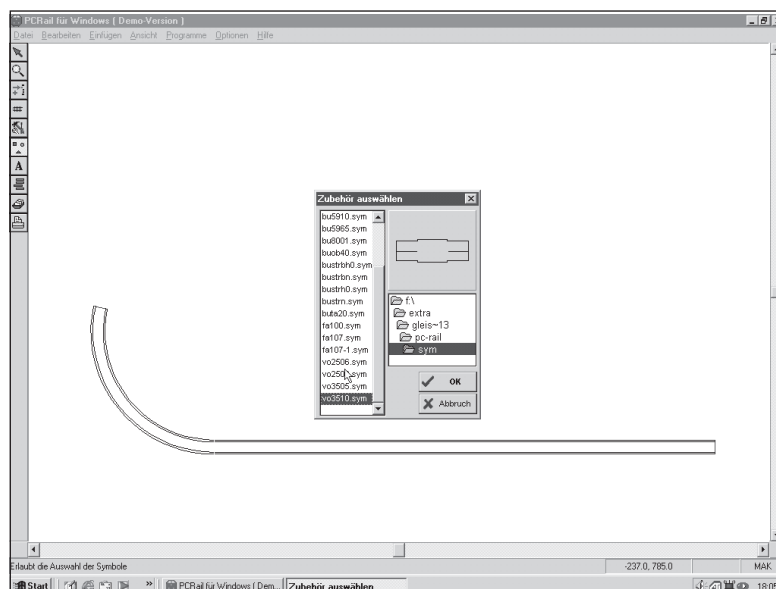 PCRail für Windows ( Demo-Version )
Datei Bearbeiten Einfügen Ansicht Programme Optionen Hilfe
A
Zubehör auswählen
bu5910.sym
bu5965.sym
bu8001.sym
buob40.sym
bustrbh0.sym
bustrbn.sym
bustrh0.sym
bustrn.sym
buta20.sym
fa100.sym
fa107.sym
fa107-1.sym
vo2506.sym
vo3505.sym
vo3510.sym
f:\
extra
gleis~13
pc-rail
sym
OK
Abbruch
Erlaubt die Auswahl der Symbole
-237.0, 785.0
MAK
Start » PCRail für Windows ( Dem... Zubehör auswählen 18:05